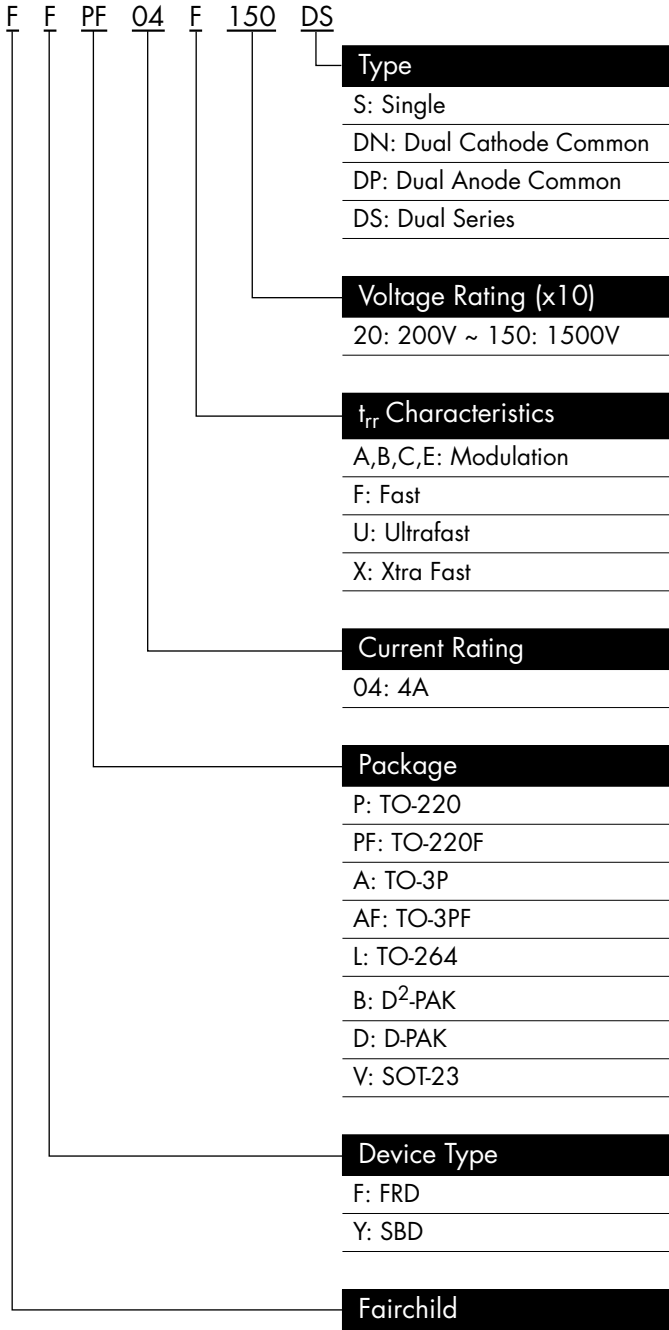 F F PF 04 F 150 DS
Type
S: Single
DN: Dual Cathode Common
DP: Dual Anode Common
DS: Dual Series
Voltage Rating (x10)
20: 200V ~ 150: 1500V
trr Characteristics
A,B,C,E: Modulation
F: Fast
U: Ultrafast
X: Xtra Fast
Current Rating
04: 4A
Package
P: TO-220
PF: TO-220F
A: TO-3P
AF: TO-3PF
L: TO-264
B: D2-PAK
D: D-PAK
V: SOT-23
Device Type
F: FRD
Y: SBD
Fairchild